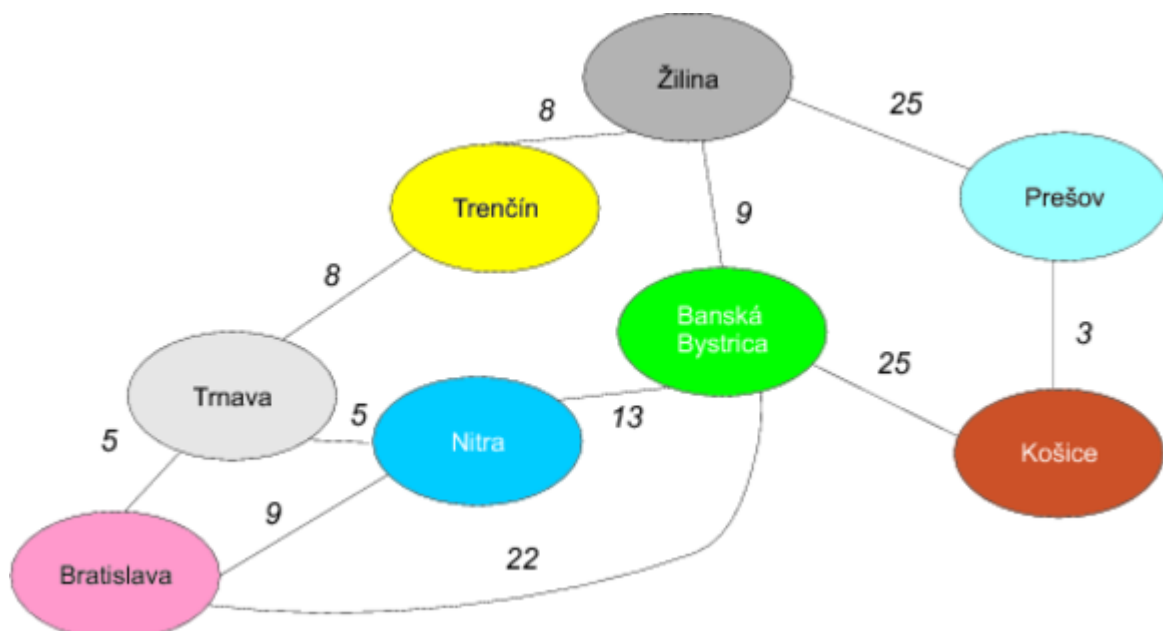 Žilina
8
25
Trenčín
Prešov
9
8
Banská
Bystrica
3
25
Trnava
5
13
Nitra
5
Košice
9
22
Bratislava